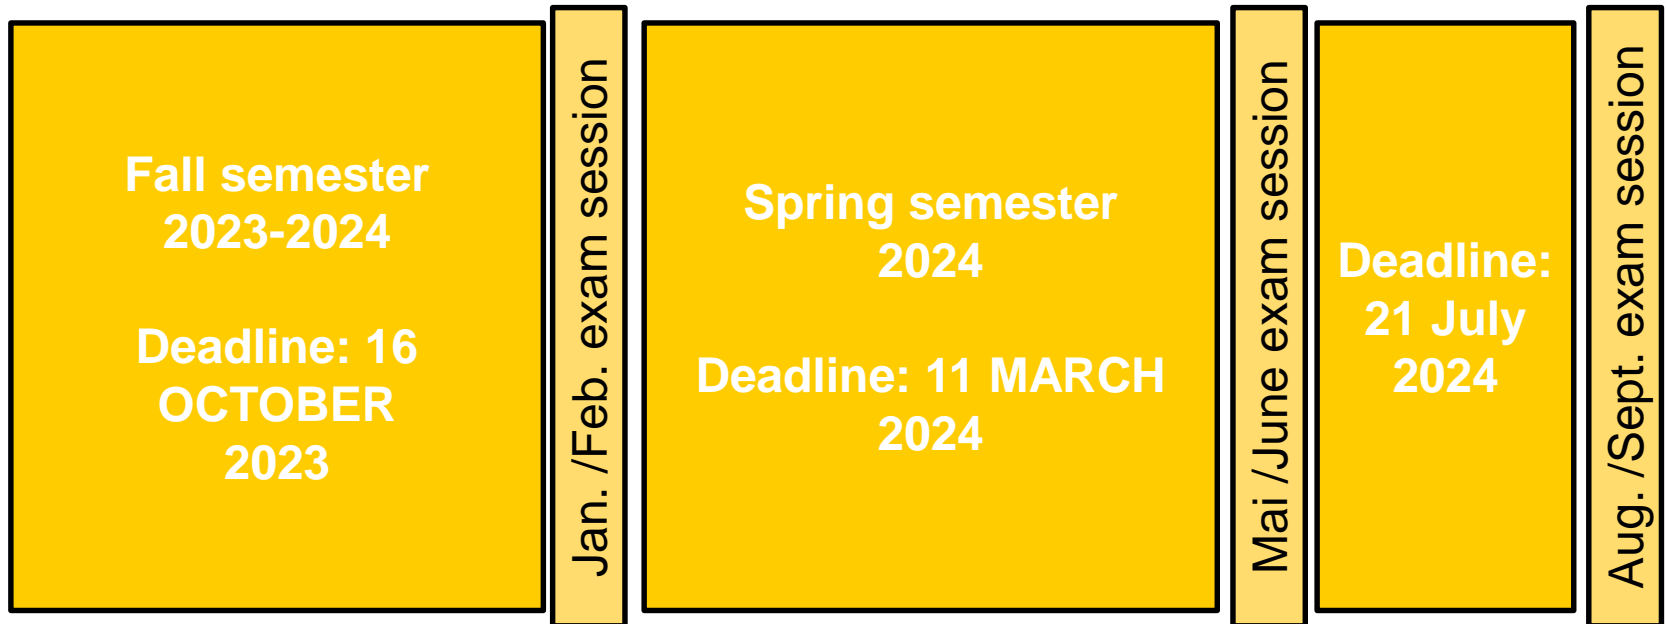 Fall semester
2023-2024
Deadline: 16
OCTOBER
2023
Jan. /Feb. exam session
Spring semester
2024
Deadline: 11 MARCH
2024
Mai /June exam session
Deadline:
21 July
2024
Aug. /Sept. exam session